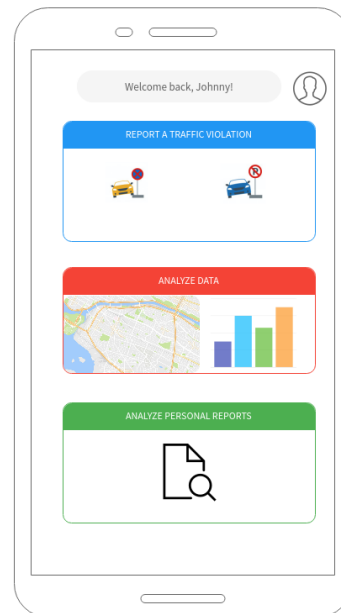 Welcome back, Johnny!
REPORT A TRAFFIC VIOLATION
ANALYZE DATA
ANALYZE PERSONAL REPORTS